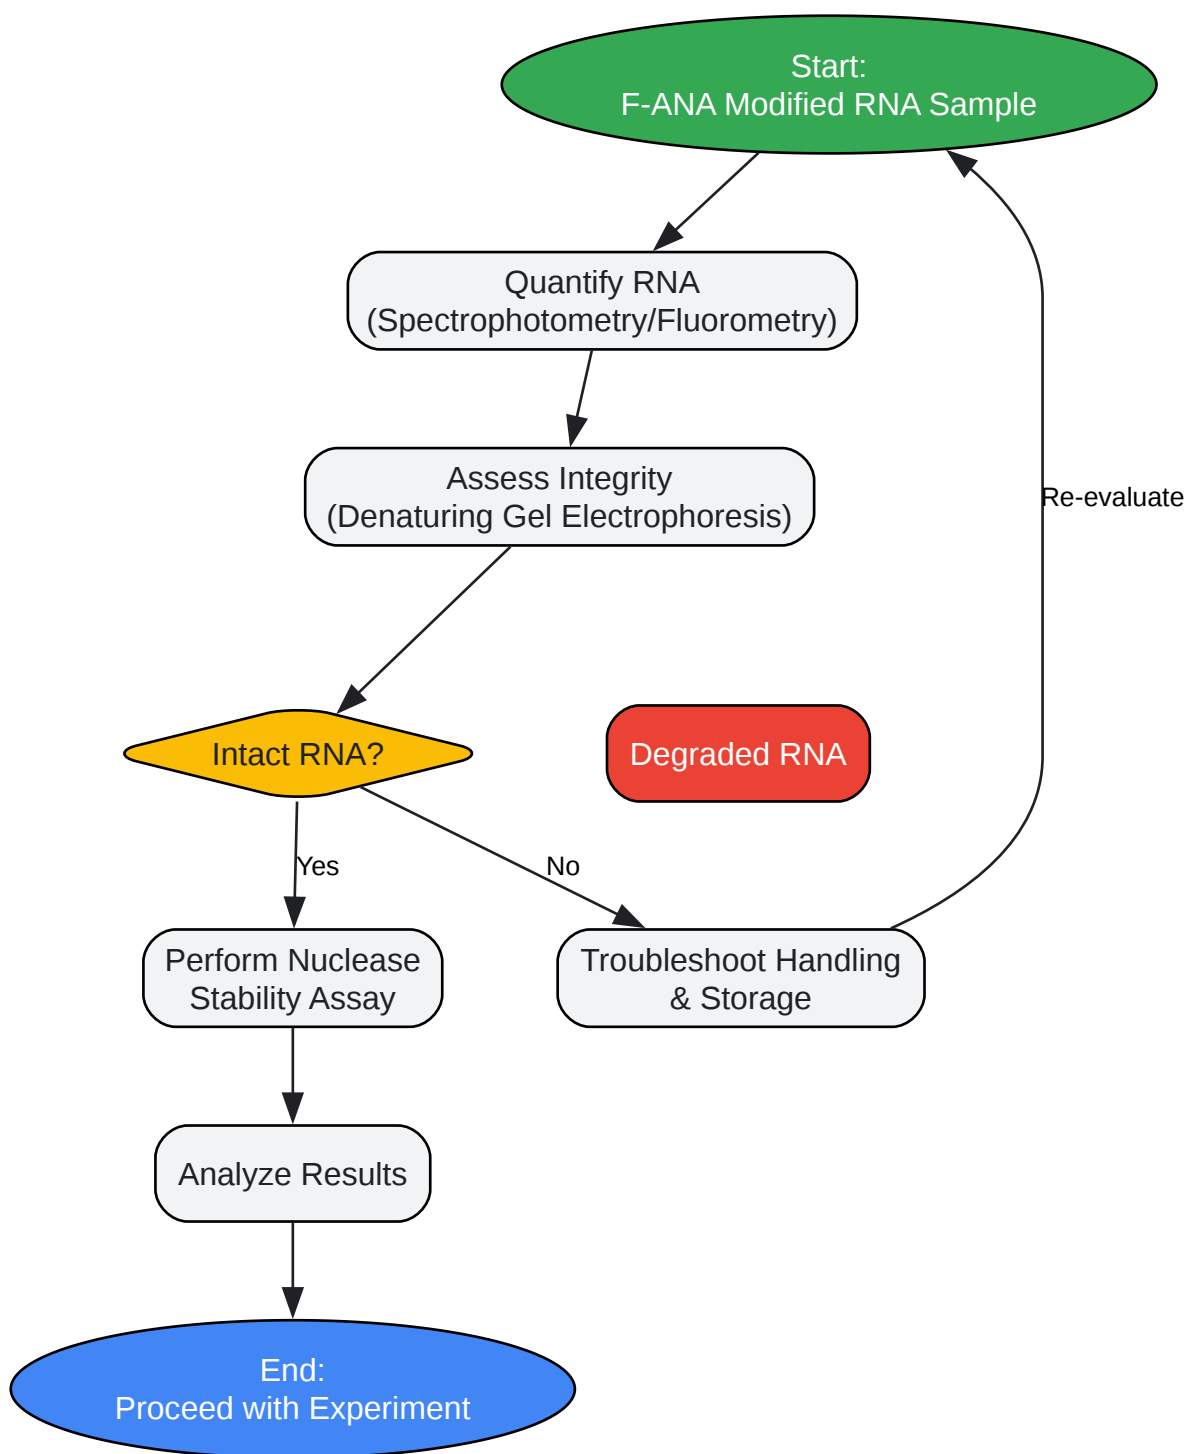 Start:
F-ANA Modified RNA Sample
Quantify RNA
(Spectrophotometry/Fluorometry)
Assess Integrity
(Denaturing Gel Electrophoresis)
Re-evaluate
Intact RNA?
Degraded RNA
Yes
No
Perform Nuclease
Stability Assay
Troubleshoot Handling
& Storage
Analyze Results
End:
Proceed with Experiment